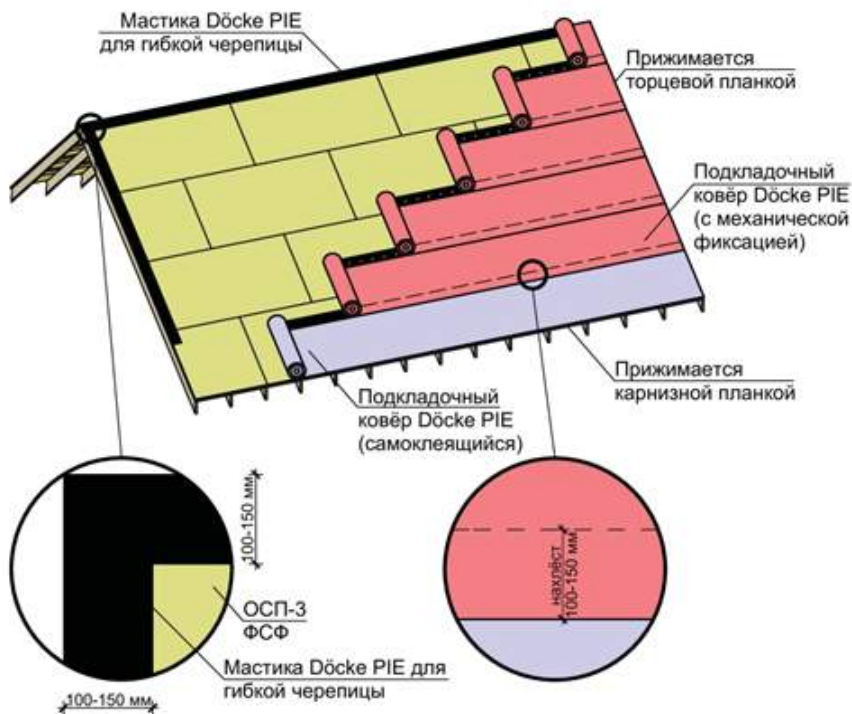 Мастика Döcke PIE
для гибкой черепицы
Прижимается
торцевой планкой
Подкладочный
ковёр Döcke PIE
(с механической
фиксацией)
Прижимается
карнизной планкой
Подкладочный
ковёр Döcke PIE
(самоклеящийся)
100-150 мм
ОСП-3
ФСФ
Мастика Döcke PIE для
гибкой черепицы
100-150 мм
нахлёст
100-150 мм